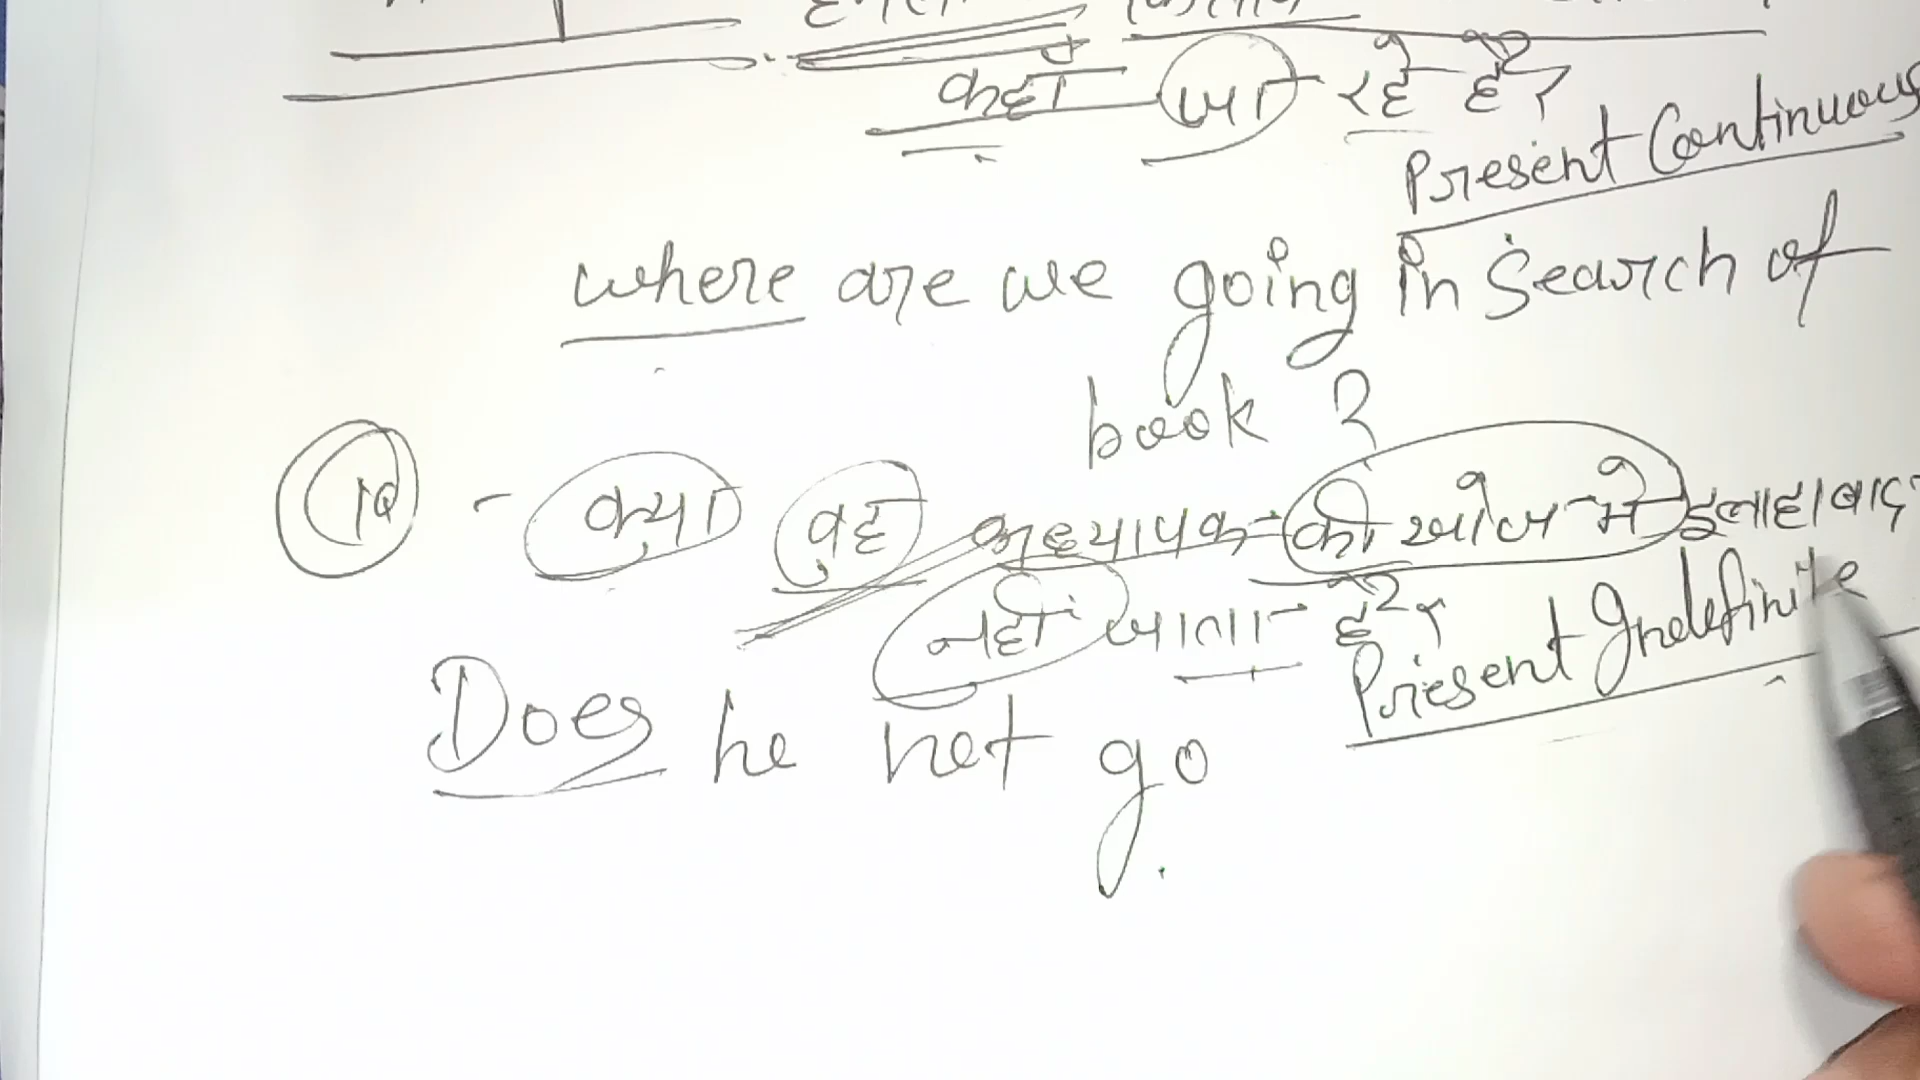 कहाँ जा रहे हैं?
Present Continuous
where are we going in search of
book ?
10 - क्या वह अध्यापक की खोज में इलाहाबाद
नहीं जाता है?
Present Indefinite
Does he not go